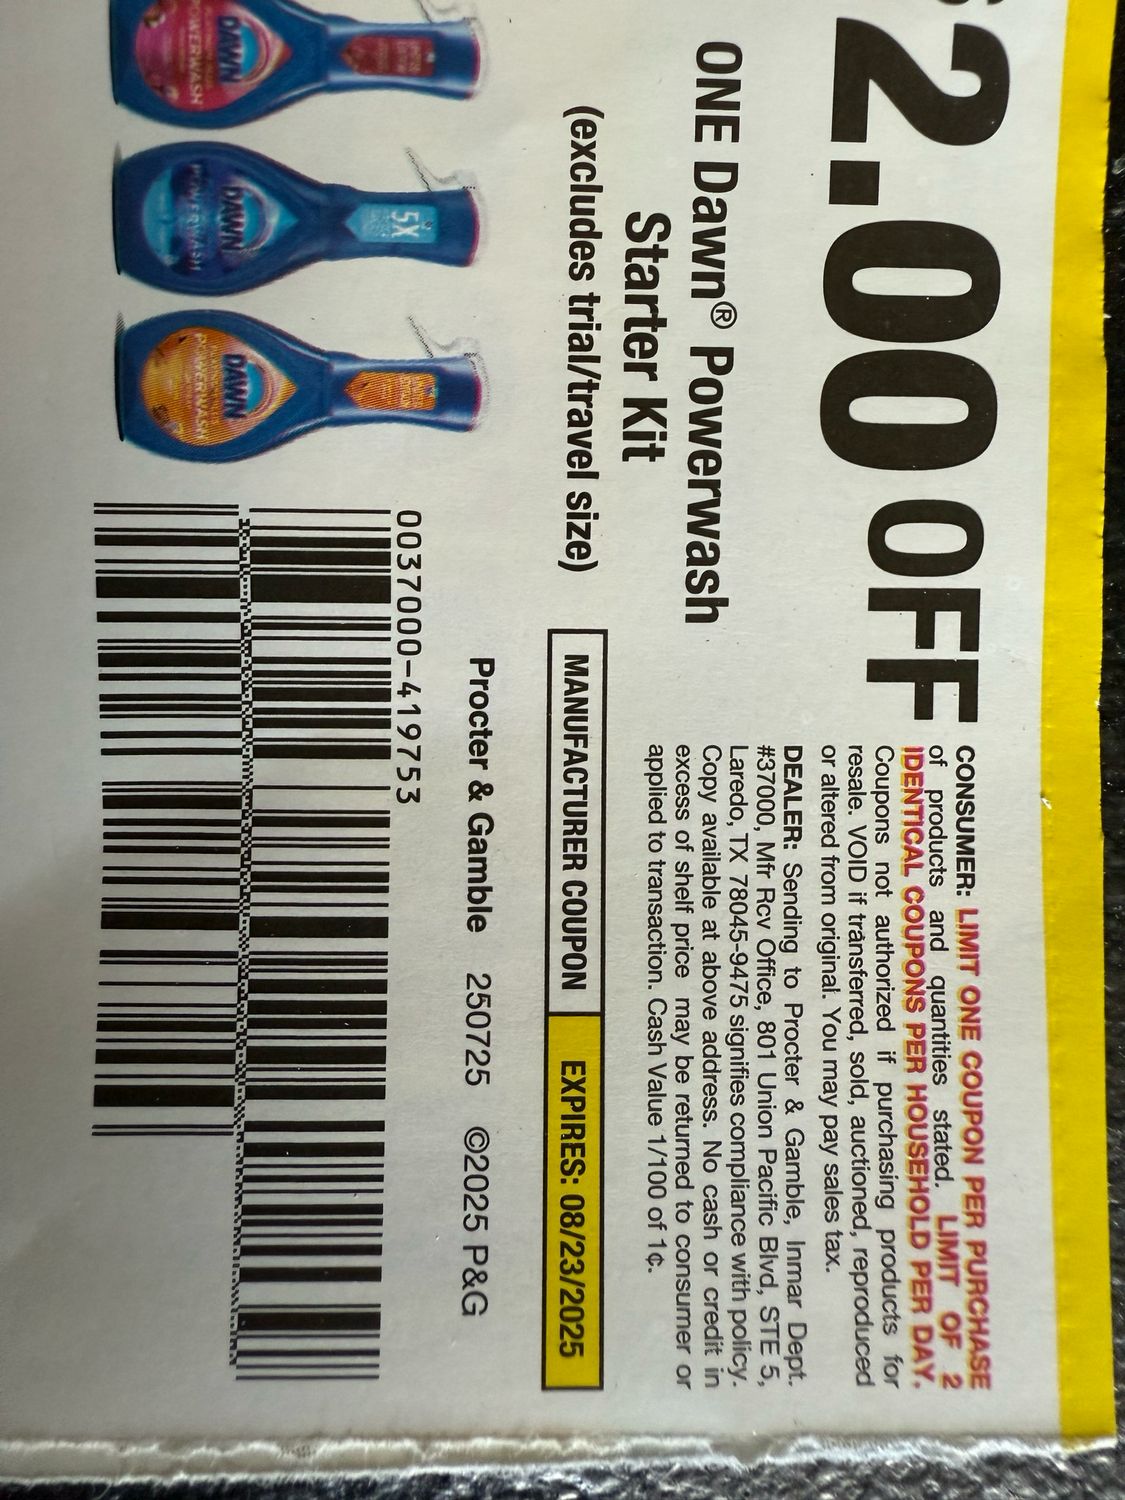 $2.00 OFF
ONE Dawn® Powerwash
Starter Kit
(excludes trial/travel size)
CONSUMER: LIMIT ONE COUPON PER PURCHASE
of products and quantities stated. LIMIT OF 2
IDENTICAL COUPONS PER HOUSEHOLD PER DAY.
Coupons not authorized if purchasing products for
resale. VOID if transferred, sold, auctioned, reproduced
or altered from original. You may pay sales tax.
DEALER: Sending to Procter & Gamble, Inmar Dept.
#37000, Mfr Rcv Office, 801 Union Pacific Blvd, STE 5,
Laredo, TX 78045-9475 signifies compliance with policy.
Copy available at above address. No cash or credit in
excess of shelf price may be returned to consumer or
applied to transaction. Cash Value 1/100 of 1¢.
MANUFACTURER COUPON EXPIRES: 08/23/2025
Procter & Gamble 250725 ©2025 P&G
0037000-419753
DAWN
POWERWASH
DAWN
POWERWASH
5X
DAWN
POWERWASH